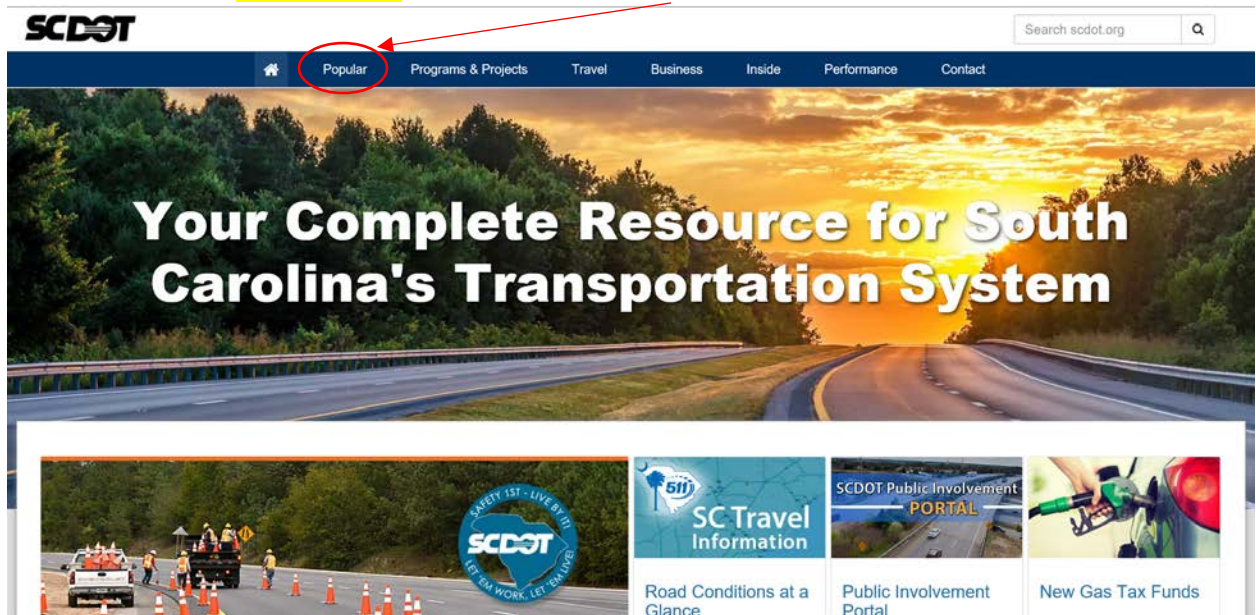 SCDOT
Search scdot.org
Popular Programs & Projects Travel Business Inside Performance Contact
Your Complete Resource for South
Carolina's Transportation System
SAFETY 1ST - LIVE BY IT!
SCDOT
LET 'EM WORK, LET 'EM LIVE!
511
SC Travel
Information
Road Conditions at a
Glance
SCDOT Public Involvement
PORTAL
Public Involvement
Portal
New Gas Tax Funds